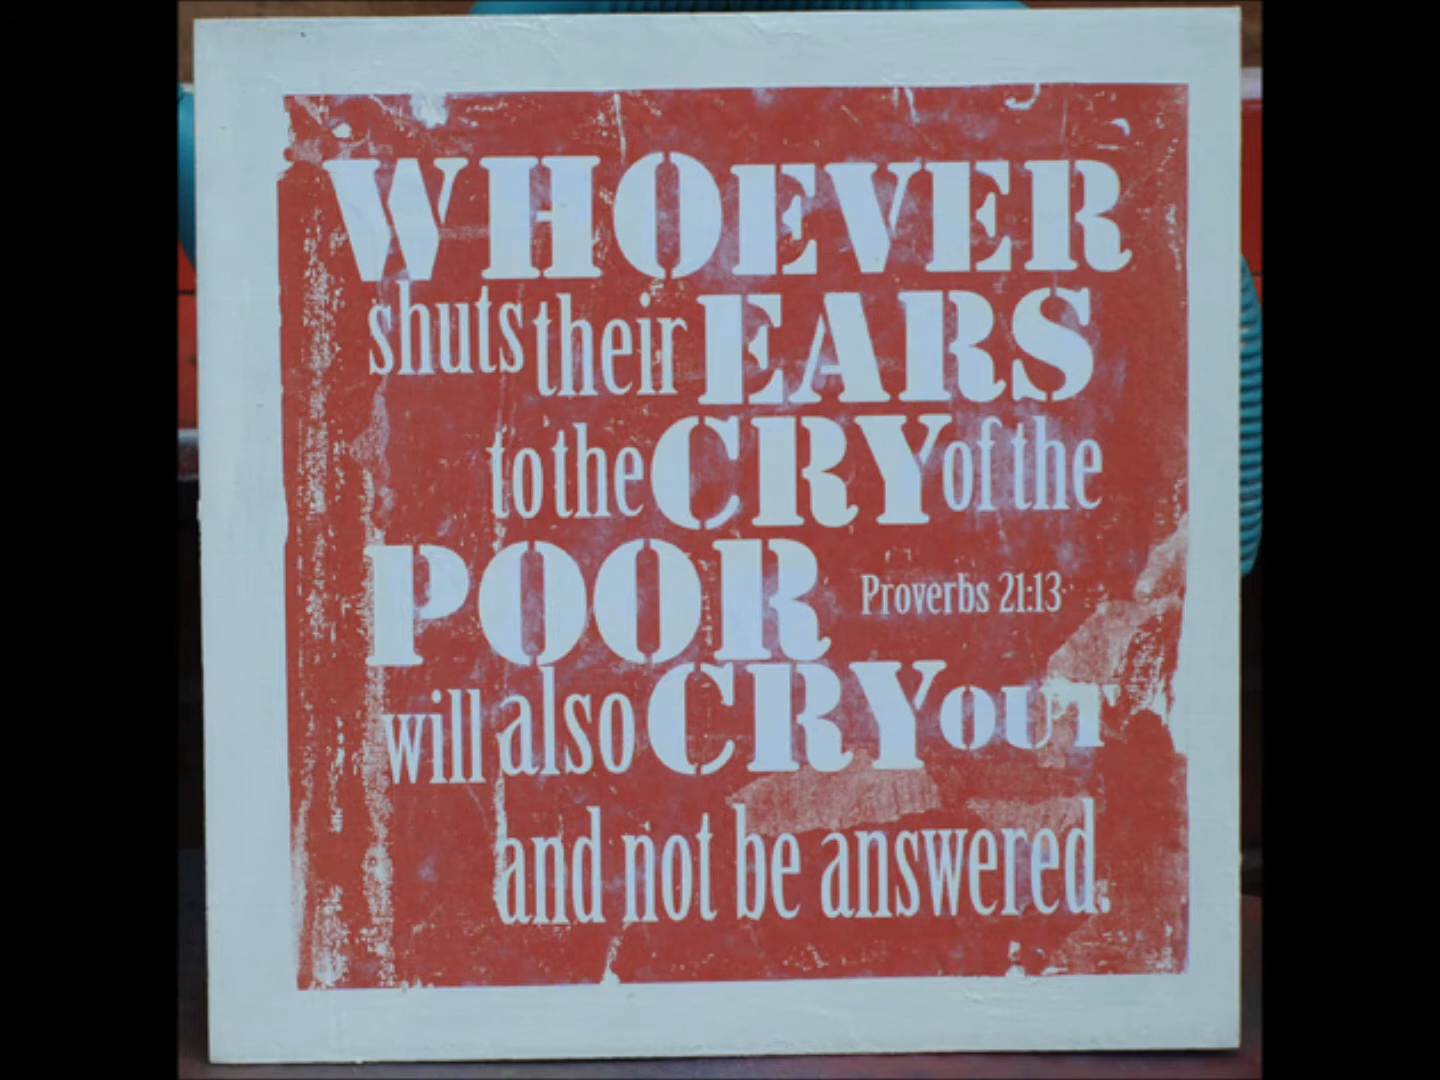 WHOEVER
shuts their EARS
to the CRY of the
POOR Proverbs 21:13
will also CRY OUT
and not be answered.